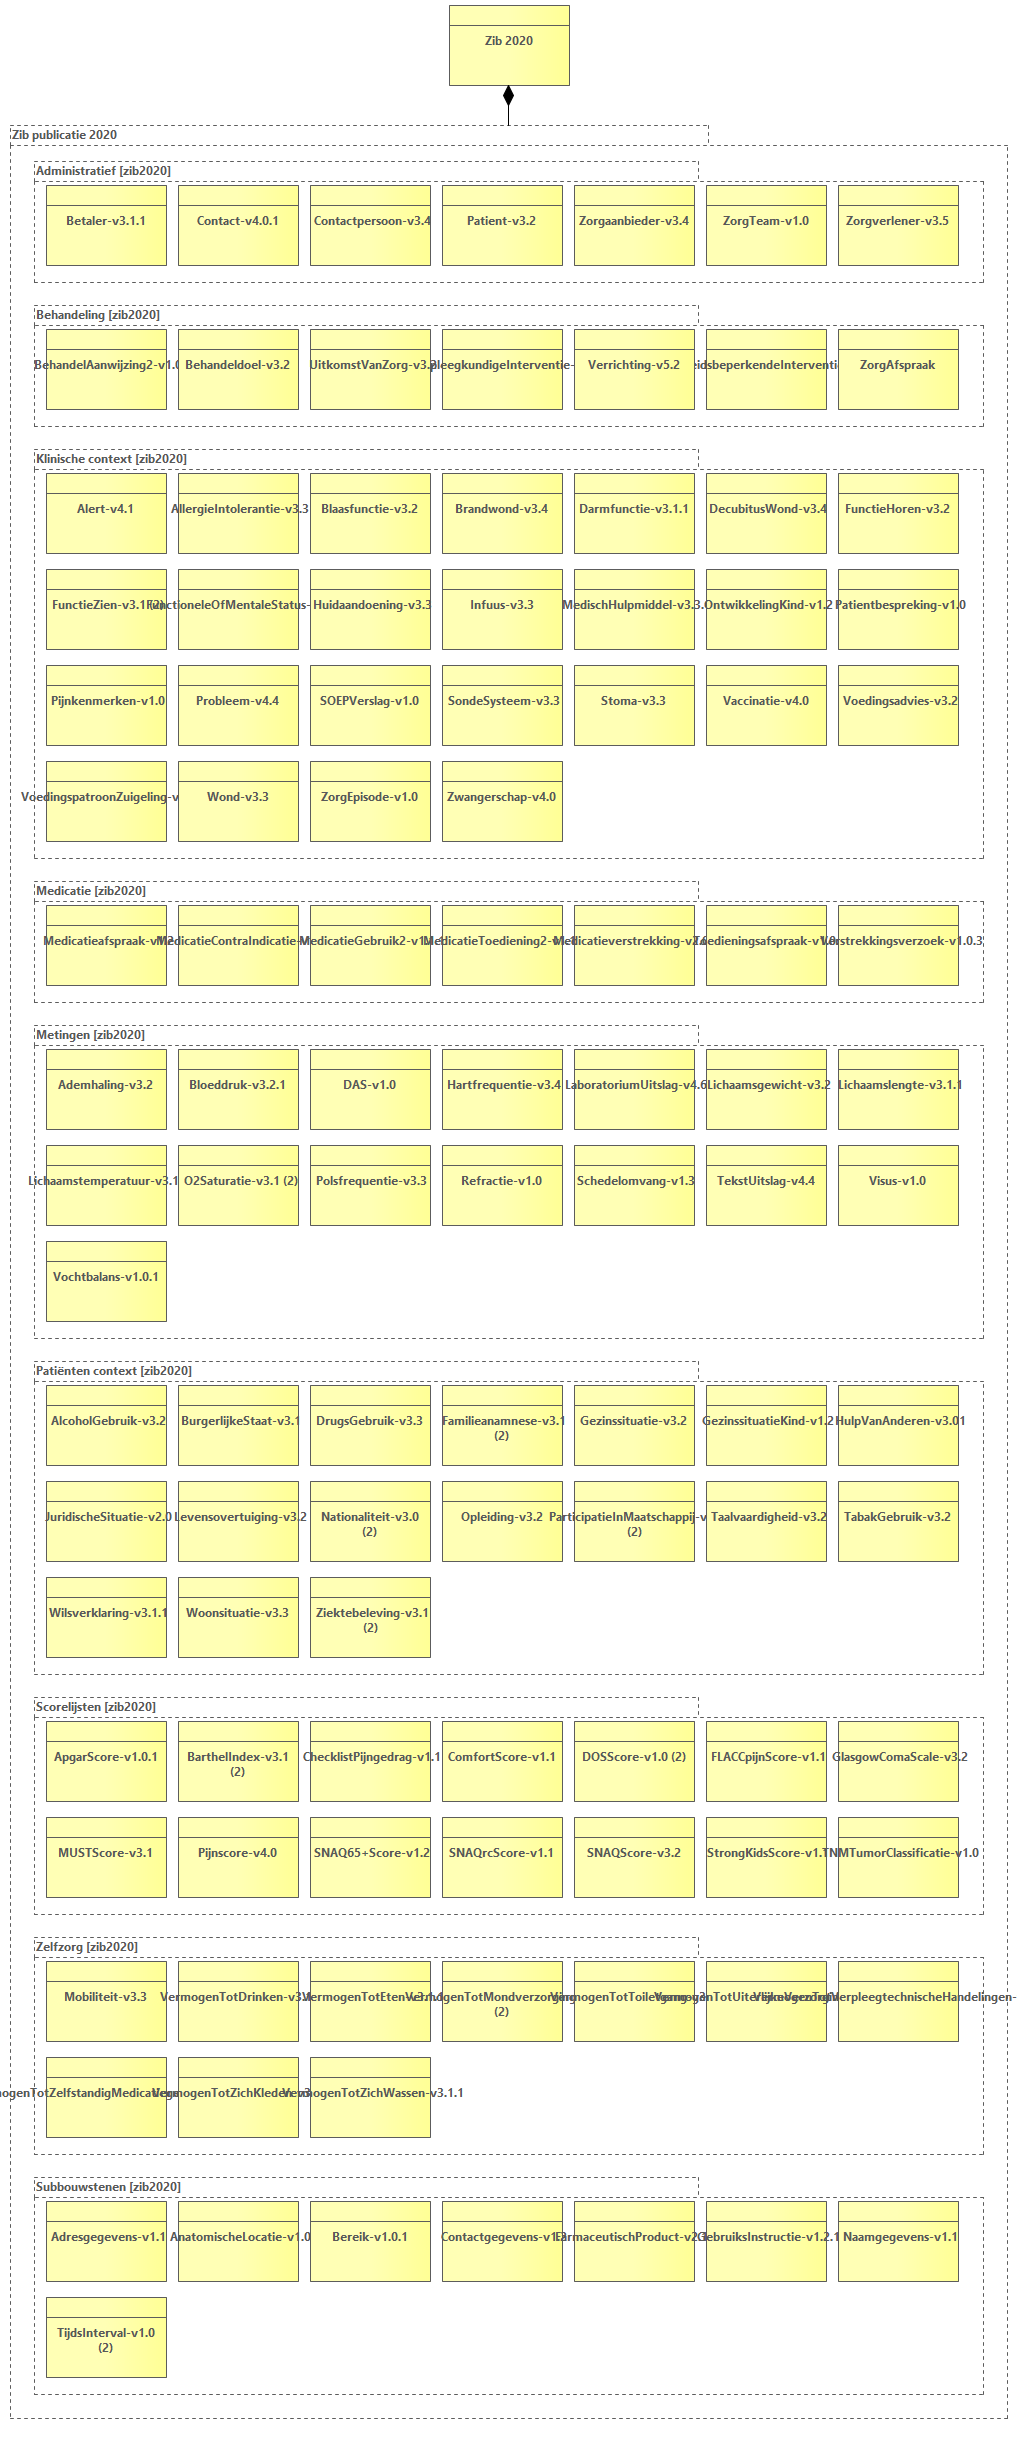 Zib 2020
Zib publicatie 2020
Administratief [zib2020]
Betaler-v3.1.1
Contact-v4.0.1
Contactpersoon-v3.4
Patient-v3.2
Zorgaanbieder-v3.4
ZorgTeam-v1.0
Zorgverlener-v3.5
Behandeling [zib2020]
BehandelAanwijzing2-v1.0
Behandeldoel-v3.2
UitkomstVanZorg-v3.2
pleegkundigeInterventie-
Verrichting-v5.2
eidsbeperkendeInterventi
ZorgAfspraak
Klinische context [zib2020]
Alert-v4.1
AllergieIntolerantie-v3.3
Blaasfunctie-v3.2
Brandwond-v3.4
Darmfunctie-v3.1.1
DecubitusWond-v3.4
FunctieHoren-v3.2
FunctieZien-v3.1 (2)
FunctioneleOfMentaleStatus-
Huidaandoening-v3.3
Infuus-v3.3
MedischHulpmiddel-v3.3.
OntwikkelingKind-v1.2
Patientbespreking-v1.0
Pijnkenmerken-v1.0
Probleem-v4.4
SOEPVerslag-v1.0
SondeSysteem-v3.3
Stoma-v3.3
Vaccinatie-v4.0
Voedingsadvies-v3.2
VoedingspatroonZuigeling-v
Wond-v3.3
ZorgEpisode-v1.0
Zwangerschap-v4.0
Medicatie [zib2020]
Medicatieafspraak-v1.2
MedicatieContraIndicatie-
MedicatieGebruik2-v1.1.1
MedicatieToediening2-v1.1
Medicatieverstrekking-v2.0
Toedieningsafspraak-v1.0
Verstrekkingsverzoek-v1.0.3
Metingen [zib2020]
Ademhaling-v3.2
Bloeddruk-v3.2.1
DAS-v1.0
Hartfrequentie-v3.4
LaboratoriumUitslag-v4.6
Lichaamsgewicht-v3.2
Lichaamslengte-v3.1.1
Lichaamstemperatuur-v3.1
O2Saturatie-v3.1 (2)
Polsfrequentie-v3.3
Refractie-v1.0
Schedelomvang-v1.3
TekstUitslag-v4.4
Visus-v1.0
Vochtbalans-v1.0.1
Patiënten context [zib2020]
AlcoholGebruik-v3.2
BurgerlijkeStaat-v3.1
DrugsGebruik-v3.3
Familieanamnese-v3.1
(2)
Gezinssituatie-v3.2
GezinssituatieKind-v1.2
HulpVanAnderen-v3.01
JuridischeSituatie-v2.0
Levensovertuiging-v3.2
Nationaliteit-v3.0
(2)
Opleiding-v3.2
ParticipatieInMaatschappij-v
(2)
Taalvaardigheid-v3.2
TabakGebruik-v3.2
Wilsverklaring-v3.1.1
Woonsituatie-v3.3
Ziektebeleving-v3.1
(2)
Scorelijsten [zib2020]
ApgarScore-v1.0.1
BarthelIndex-v3.1
(2)
ChecklistPijngedrag-v1.1
ComfortScore-v1.1
DOSScore-v1.0 (2)
FLACCpijnScore-v1.1
GlasgowComaScale-v3.2
MUSTScore-v3.1
Pijnscore-v4.0
SNAQ65+Score-v1.2
SNAQrcScore-v1.1
SNAQScore-v3.2
StrongKidsScore-v1.1
TNMTumorClassificatie-v1.0
Zelfzorg [zib2020]
Mobiliteit-v3.3
VermogenTotDrinken-v3.1
VermogenTotEten-v3.1.1
VermogenTotMondverzorging
(2)
VermogenTotToiletgang-v3
VermogenTotUiterlijkeVerzorgin
VerpleegtechnischeHandelingen-
mogenTotZelfstandigMedicatiege
VermogenTotZichKleden-v3
VermogenTotZichWassen-v3.1.1
Subbouwstenen [zib2020]
Adresgegevens-v1.1
AnatomischeLocatie-v1.0
Bereik-v1.0.1
Contactgegevens-v1.2
FarmaceutischProduct-v2.1
GebruiksInstructie-v1.2.1
Naamgegevens-v1.1
TijdsInterval-v1.0
(2)